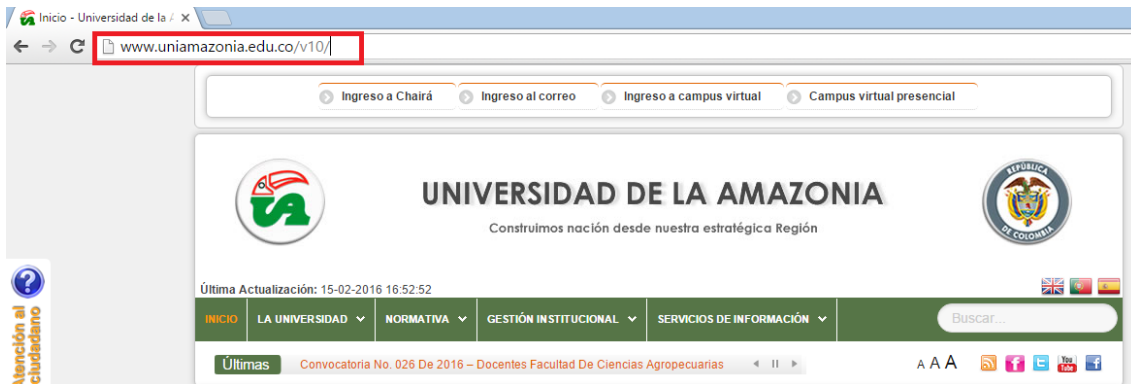 Inicio - Universidad de la A
www.uniamazonia.edu.co/v10/
Ingreso a Chairá Ingreso al correo Ingreso a campus virtual Campus virtual presencial
UNIVERSIDAD DE LA AMAZONIA
Construimos nación desde nuestra estratégica Región
REPÚBLICA DE COLOMBIA
Última Actualización: 15-02-2016 16:52:52
INICIO LA UNIVERSIDAD NORMATIVA GESTIÓN INSTITUCIONAL SERVICIOS DE INFORMACIÓN Buscar...
Últimas Convocatoria No. 026 De 2016 – Docentes Facultad De Ciencias Agropecuarias A A A You Tube
Atención al
ciudadano